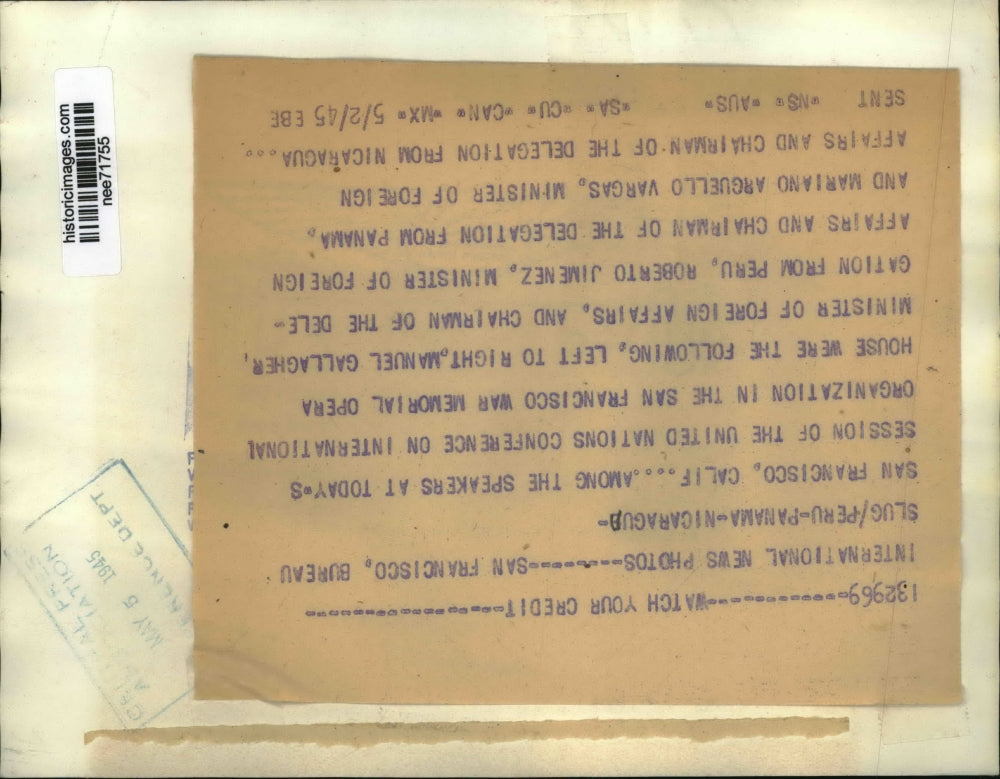 132969---------------WATCH YOUR CREDIT-------------------
INTERNATIONAL NEWS PHOTOS---------SAN FRANCISCO, BUREAU
SLUG/PERU-PANAMA-NICARAGUA-
SAN FRANCISCO, CALIF....AMONG THE SPEAKERS AT TODAY'S
SESSION OF THE UNITED NATIONS CONFERENCE ON INTERNATIONAL
ORGANIZATION IN THE SAN FRANCISCO WAR MEMORIAL OPERA
HOUSE WERE THE FOLLOWING, LEFT TO RIGHT,MANUEL GALLAGHER,
MINISTER OF FOREIGN AFFAIRS, AND CHAIRMAN OF THE DELE-
GATION FROM PERU, ROBERTO JIMENEZ, MINISTER OF FOREIGN
AFFAIRS AND CHAIRMAN OF THE DELEGATION FROM PANAMA,
AND MARIANO ARGUELLO VARGAS, MINISTER OF FOREIGN
AFFAIRS AND CHAIRMAN OF THE DELEGATION FROM NICARAGUA...
SENT "NS" "AUS" "SA" "CU" "CAN" "MX" 5/2/45 EBE
historicimages.com
nee71755
MAY 5 1945
DEPT